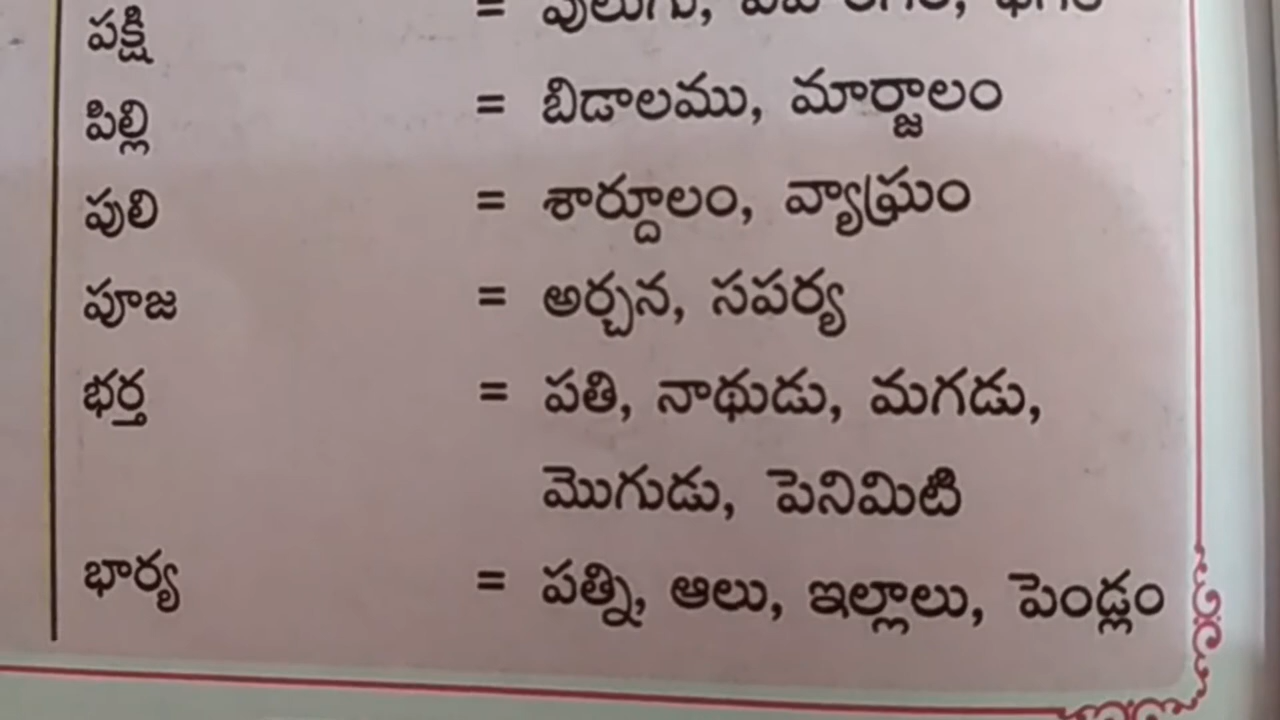 పక్షి = పులుగు,
పిల్లి = బిడాలము, మార్జాలం
పులి = శార్దూలం, వ్యాఘ్రం
పూజ = అర్చన, సపర్య
భర్త = పతి, నాథుడు, మగడు,
మొగుడు, పెనిమిటి
భార్య = పత్ని, ఆలు, ఇల్లాలు, పెండ్లం